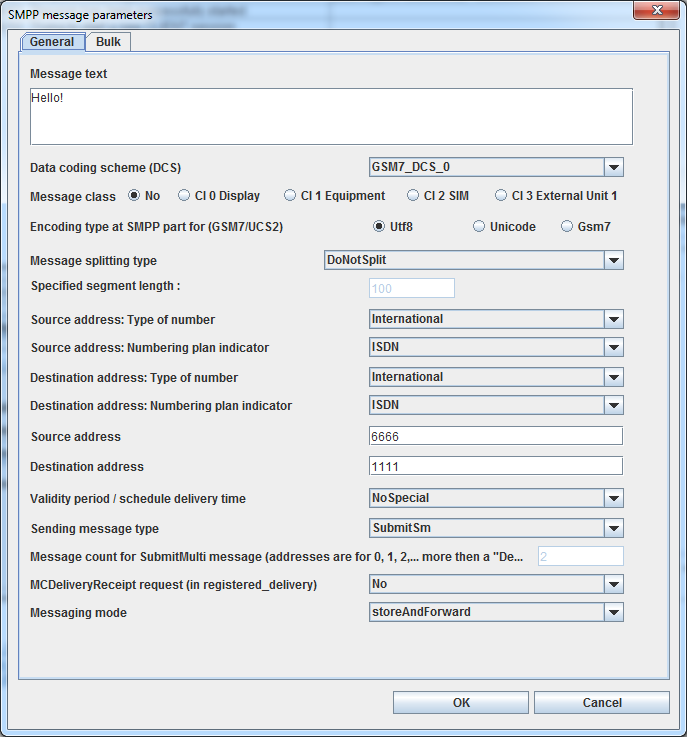 SMPP message parameters
General Bulk
Message text
Hello!
Data coding scheme (DCS) GSM7_DCS_0
Message class No Cl 0 Display Cl 1 Equipment Cl 2 SIM Cl 3 External Unit 1
Encoding type at SMPP part for (GSM7/UCS2) Utf8 Unicode Gsm7
Message splitting type DoNotSplit
Specified segment length : 100
Source address: Type of number International
Source address: Numbering plan indicator ISDN
Destination address: Type of number International
Destination address: Numbering plan indicator ISDN
Source address 6666
Destination address 1111
Validity period / schedule delivery time NoSpecial
Sending message type SubmitSm
Message count for SubmitMulti message (addresses are for 0, 1, 2,... more then a "De... 2
MCDeliveryReceipt request (in registered_delivery) No
Messaging mode storeAndForward
OK Cancel